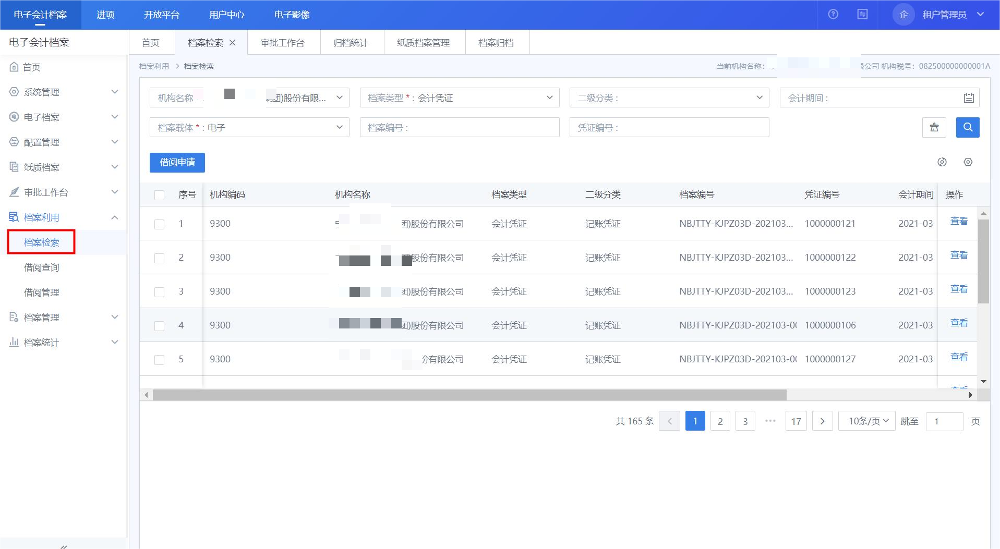 电子会计档案 进项 开放平台 用户中心 电子影像 企 租户管理员
电子会计档案 首页 档案检索 审批工作台 归档统计 纸质档案管理 档案归档
首页
系统管理
电子档案
配置管理
纸质档案
审批工作台
档案利用
档案检索
借阅查询
借阅管理
档案管理
档案统计
档案利用 > 档案检索 当前机构名称: 公司 机构税号: 082500000000001A
机构名称 团)股份有限... 档案类型 * : 会计凭证 二级分类 : 会计期间 :
档案载体 * : 电子 档案编号 : 凭证编号 :
借阅申请
序号 机构编码 机构名称 档案类型 二级分类 档案编号 凭证编号 会计期间 操作
1 9300 团)股份有限公司 会计凭证 记账凭证 NBJTTY-KJPZ03D-202103... 1000000121 2021-03 查看
2 9300 股份有限公司 会计凭证 记账凭证 NBJTTY-KJPZ03D-202103... 1000000122 2021-03 查看
3 9300 团)股份有限公司 会计凭证 记账凭证 NBJTTY-KJPZ03D-202103... 1000000123 2021-03 查看
4 9300 团)股份有限公司 会计凭证 记账凭证 NBJTTY-KJPZ03D-202103-0 1000000106 2021-03 查看
5 9300 份有限公司 会计凭证 记账凭证 NBJTTY-KJPZ03D-202103-0 1000000127 2021-03 查看
共 165 条 1 2 3 ••• 17 10条/页 跳至 1 页